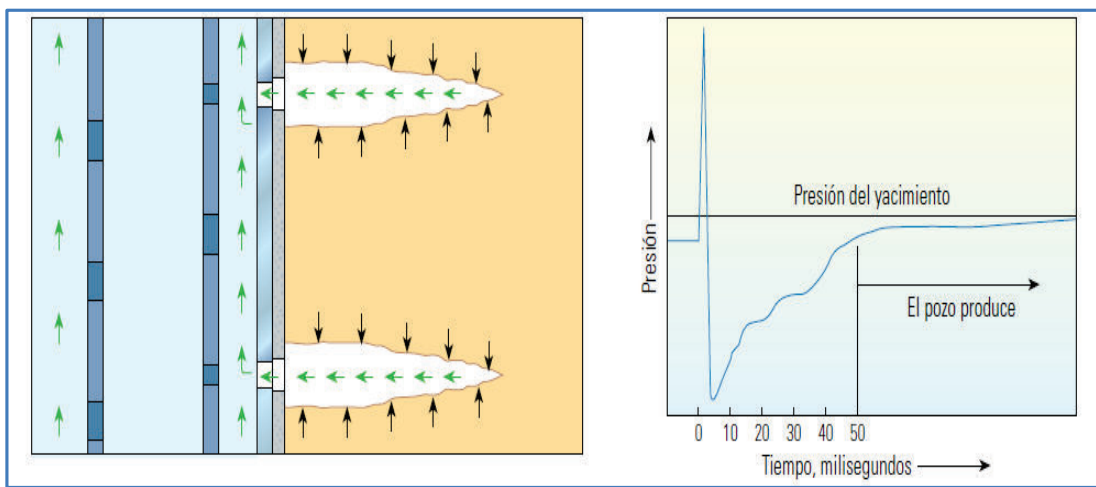 Presión del yacimiento
Presión
El pozo produce
0 10 20 30 40 50
Tiempo, milisegundos